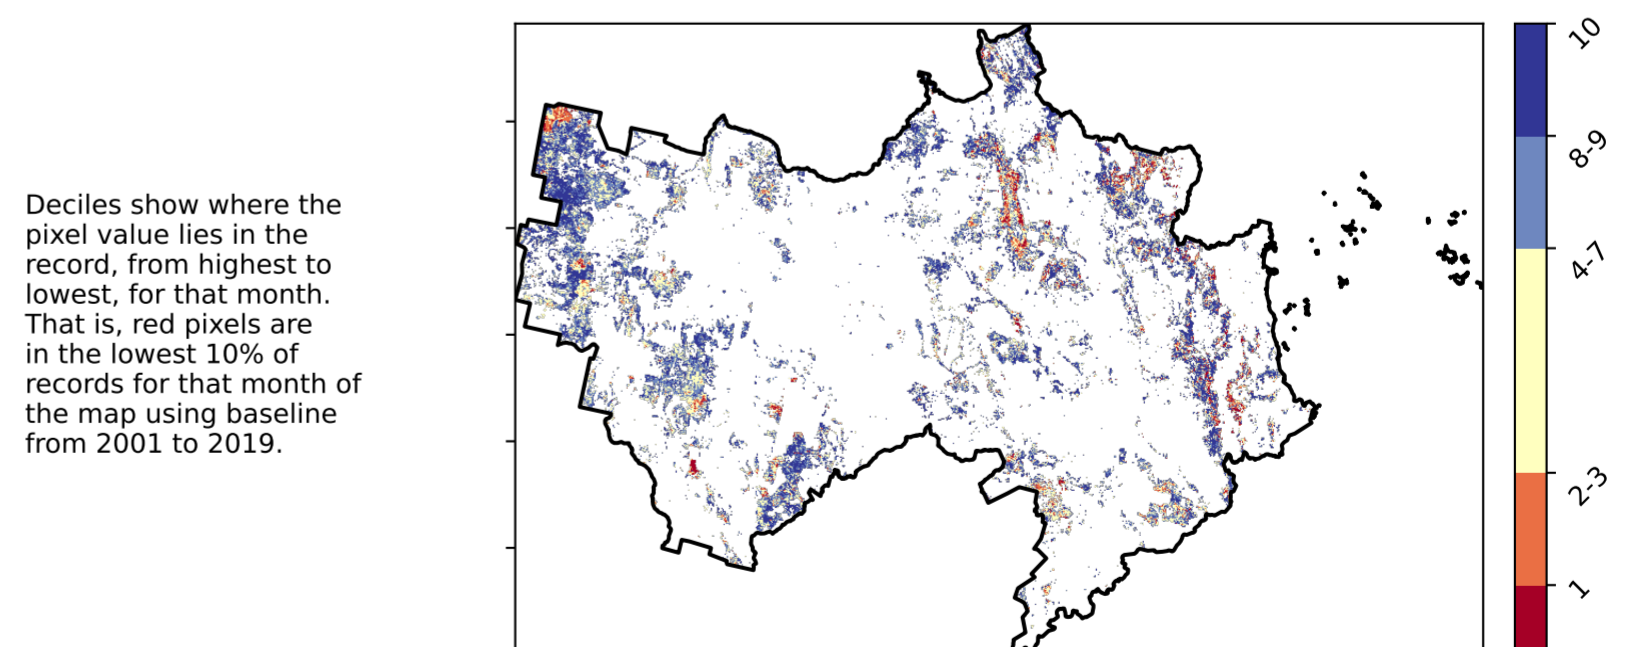 Deciles show where the
pixel value lies in the
record, from highest to
lowest, for that month.
That is, red pixels are
in the lowest 10% of
records for that month of
the map using baseline
from 2001 to 2019.
10
8-9
4-7
2-3
1